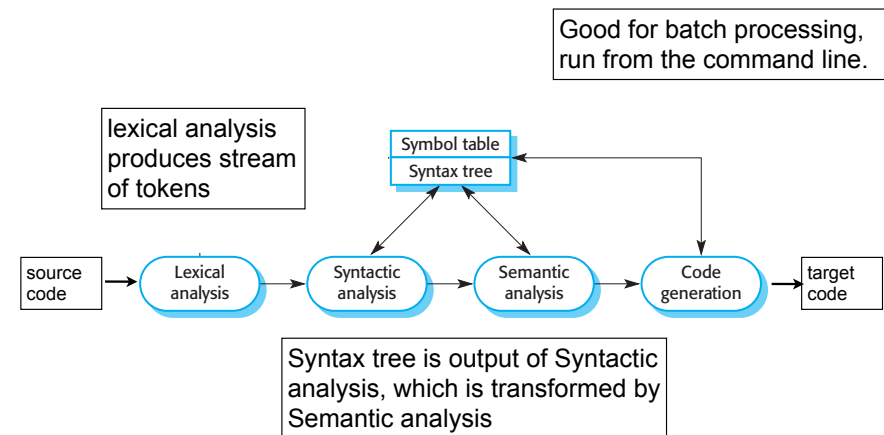 Good for batch processing,
run from the command line.
lexical analysis
produces stream
of tokens
Symbol table
Syntax tree
source
code
Lexical
analysis
Syntactic
analysis
Semantic
analysis
Code
generation
target
code
Syntax tree is output of Syntactic
analysis, which is transformed by
Semantic analysis